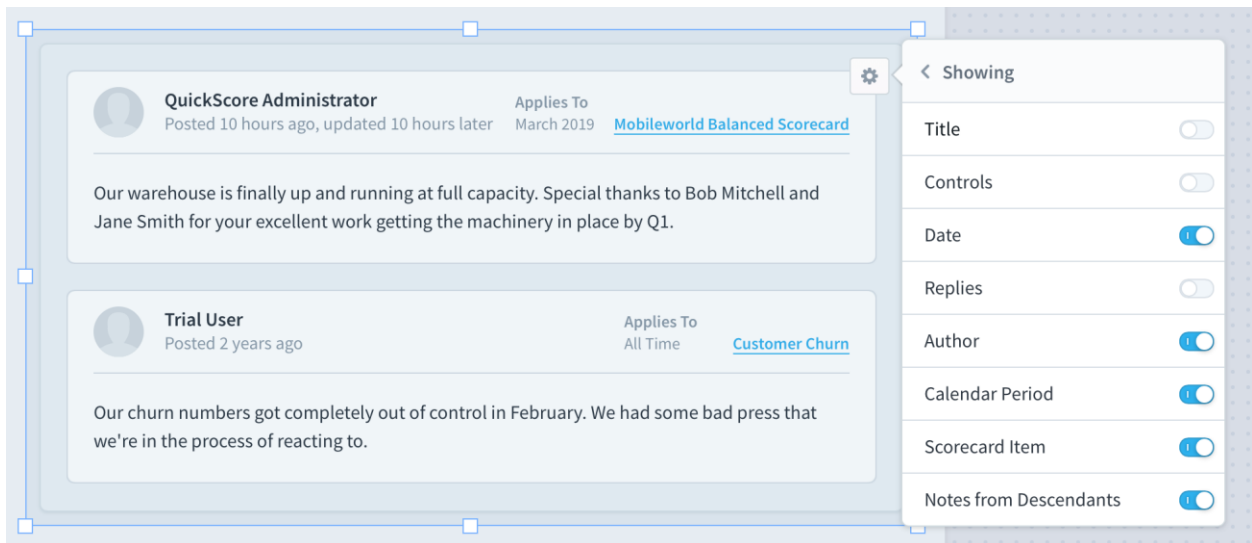 QuickScore Administrator
Posted 10 hours ago, updated 10 hours later
Applies To
March 2019
Mobileworld Balanced Scorecard
Our warehouse is finally up and running at full capacity. Special thanks to Bob Mitchell and
Jane Smith for your excellent work getting the machinery in place by Q1.
Trial User
Posted 2 years ago
Applies To
All Time
Customer Churn
Our churn numbers got completely out of control in February. We had some bad press that
we're in the process of reacting to.
Showing
Title
Controls
Date
Replies
Author
Calendar Period
Scorecard Item
Notes from Descendants